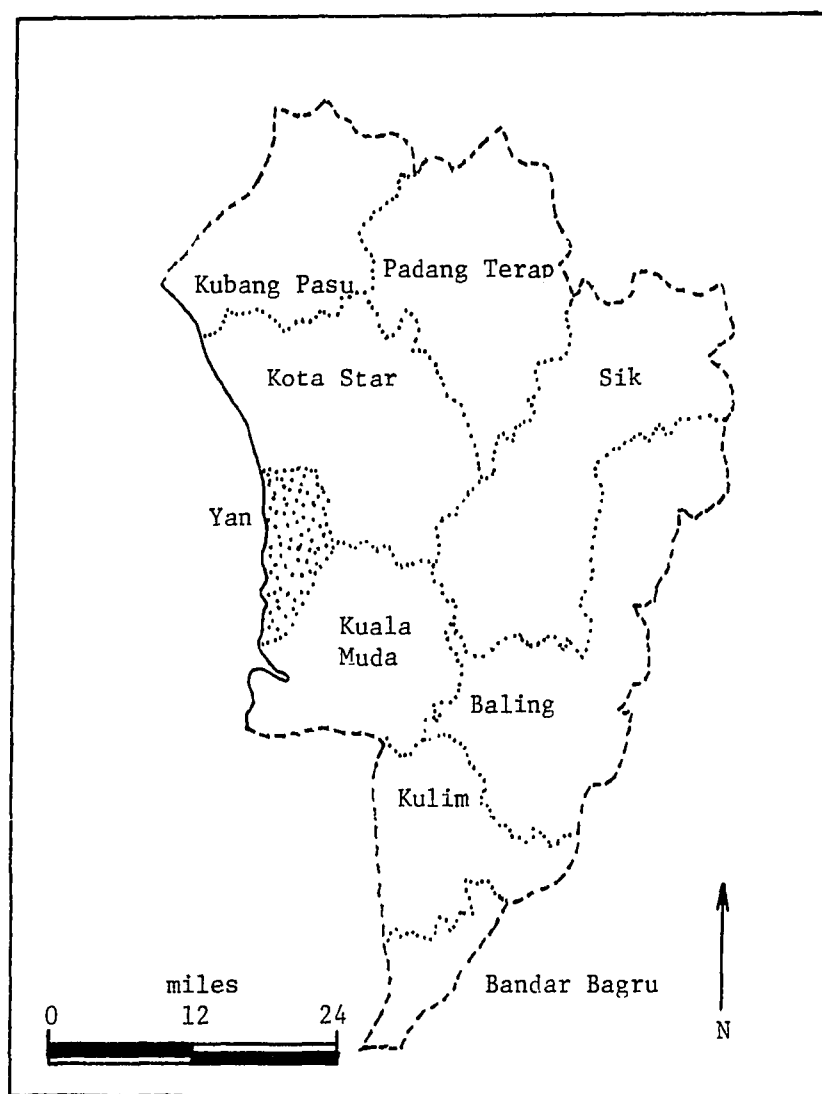 Kubang Pasu
Padang Terap
Kota Star
Sik
Yan
Kuala
Muda
Baling
Kulim
Bandar Bagru
miles
0 12 24
N